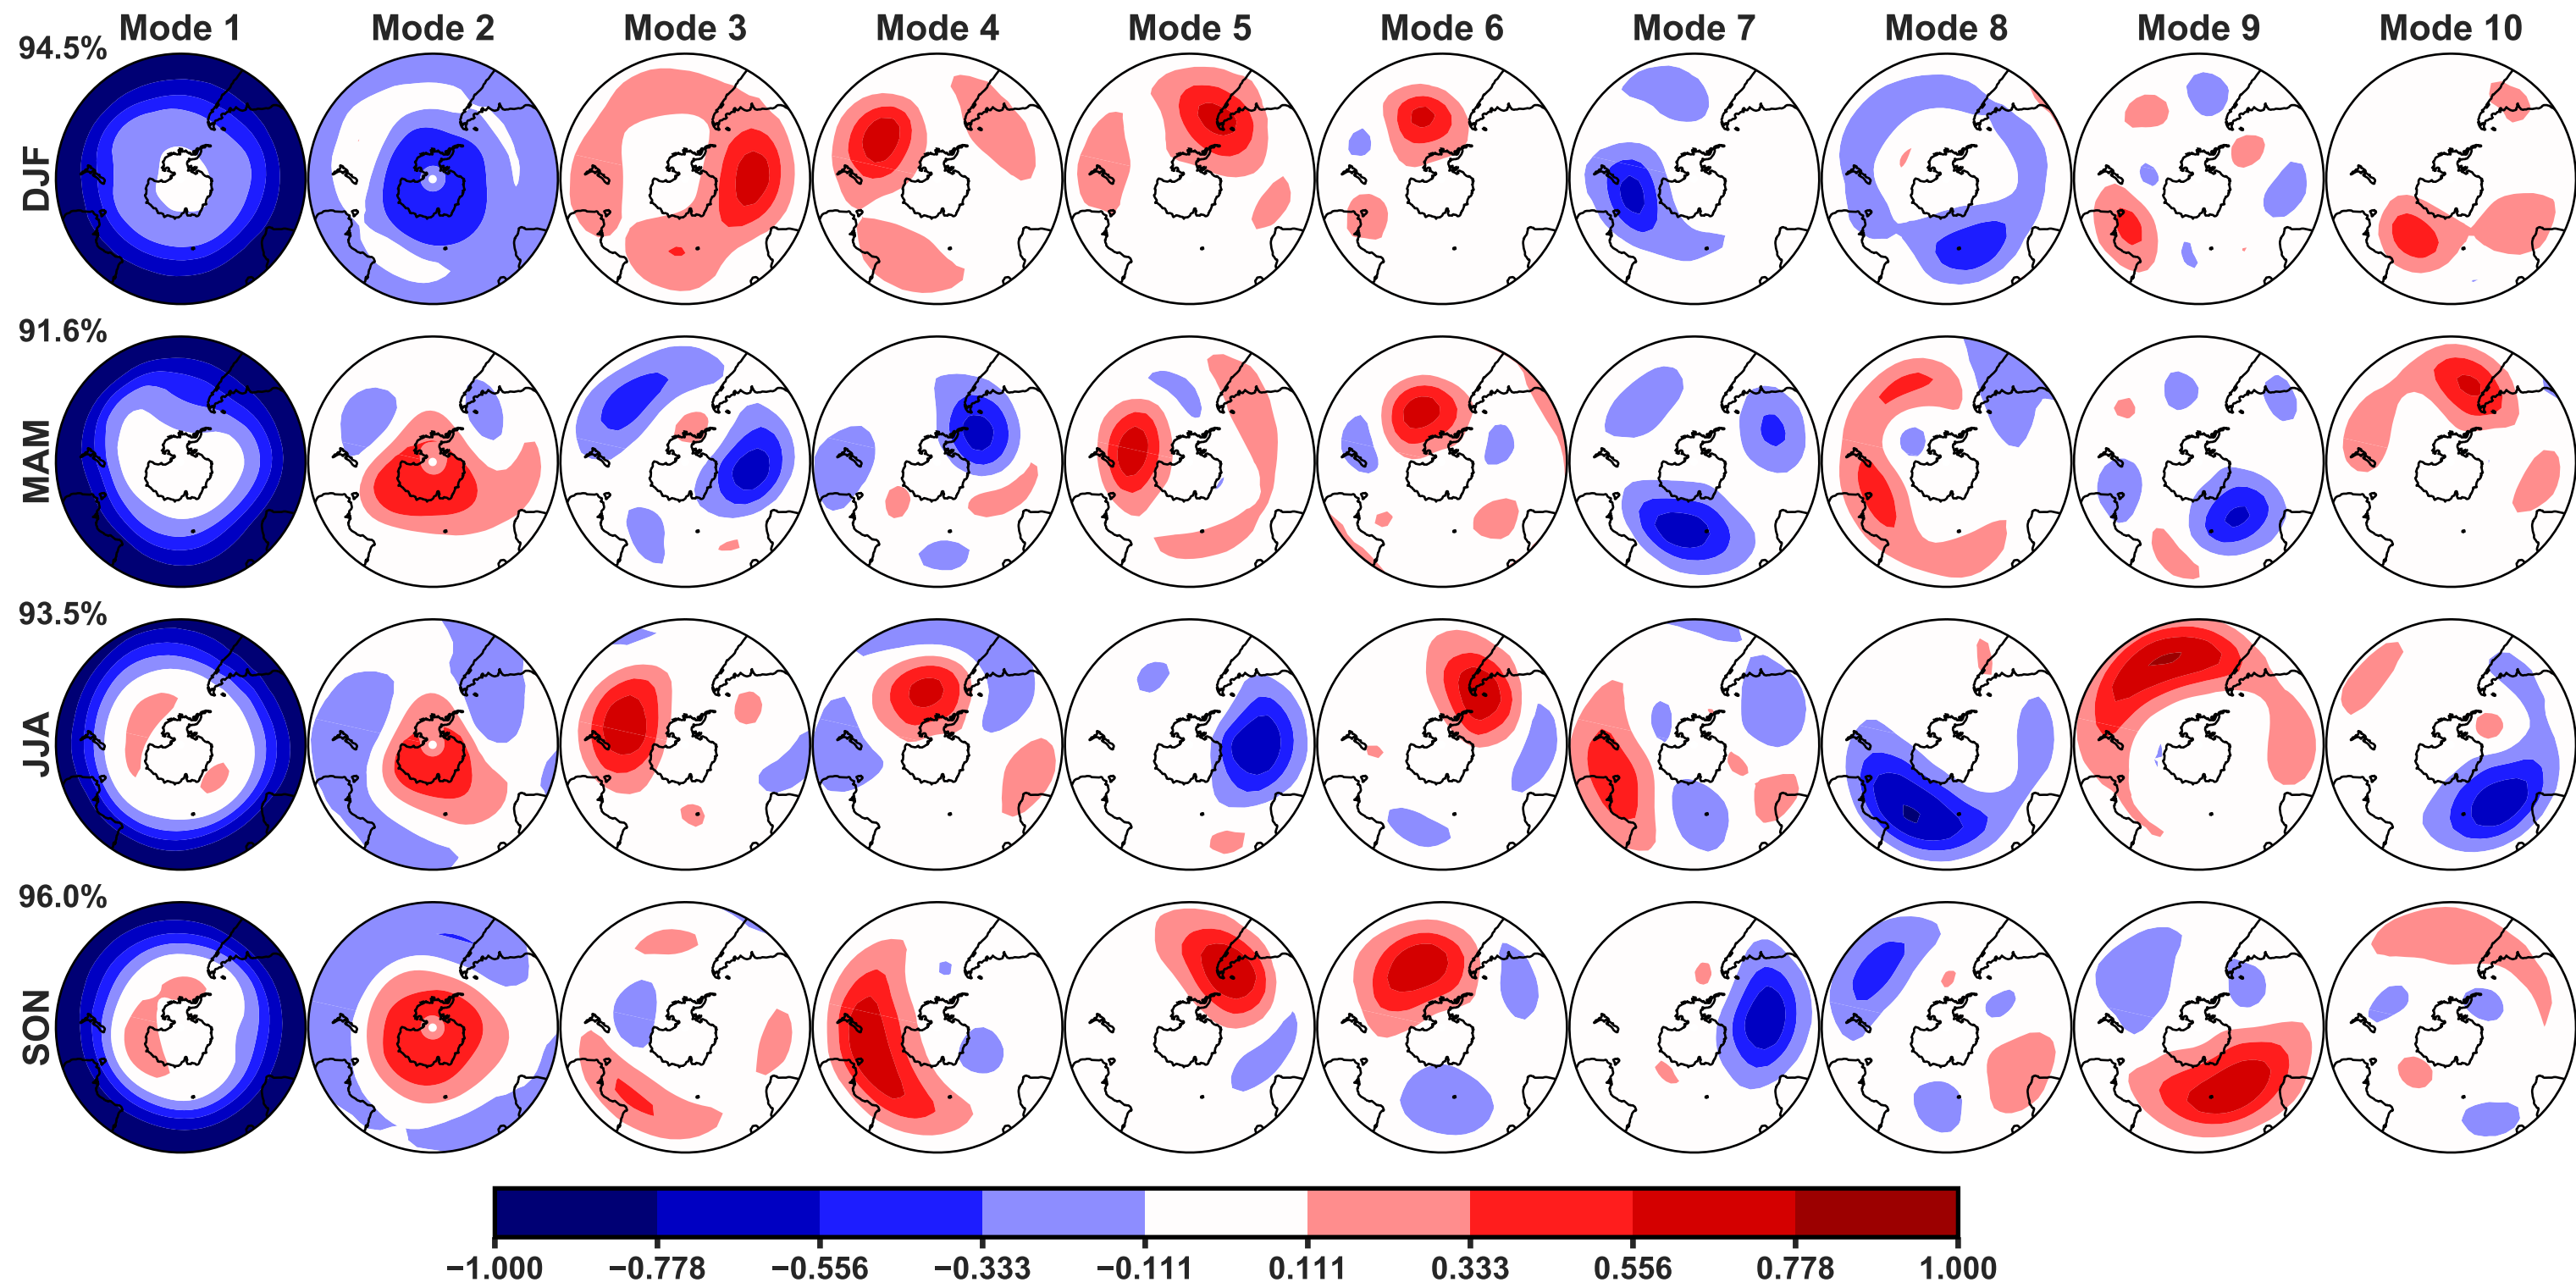 Mode 1 Mode 2 Mode 3 Mode 4 Mode 5 Mode 6 Mode 7 Mode 8 Mode 9 Mode 10
94.5%
DJF
91.6%
MAM
93.5%
JJA
96.0%
SON
−1.000 −0.778 −0.556 −0.333 −0.111 0.111 0.333 0.556 0.778 1.000